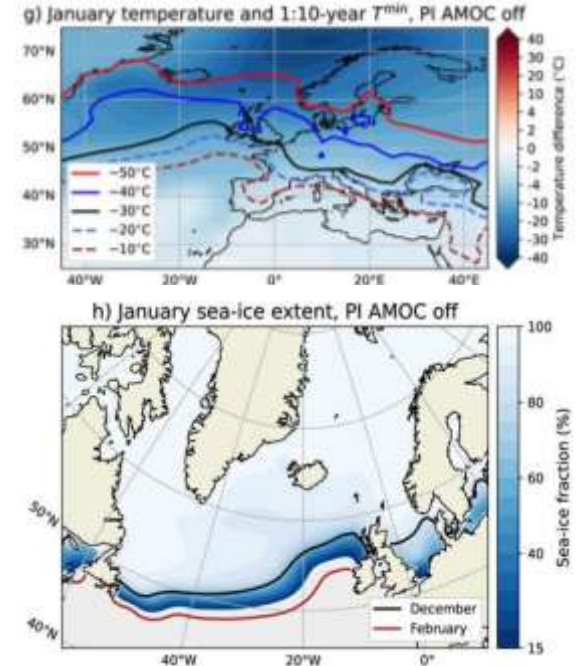 g) January temperature and 1:10-year Tᵐⁱⁿ, PI AMOC off
70°N
60°N
50°N
40°N
30°N
−50°C
−40°C
−30°C
−20°C
−10°C
40°W
20°W
0°
20°E
40°E
40
30
20
10
4
2
0
-2
-4
-10
-20
-30
-40
Temperature difference (°C)
h) January sea-ice extent, PI AMOC off
50°N
40°N
40°W
20°W
0°
December
February
100
80
60
40
15
Sea-ice fraction (%)